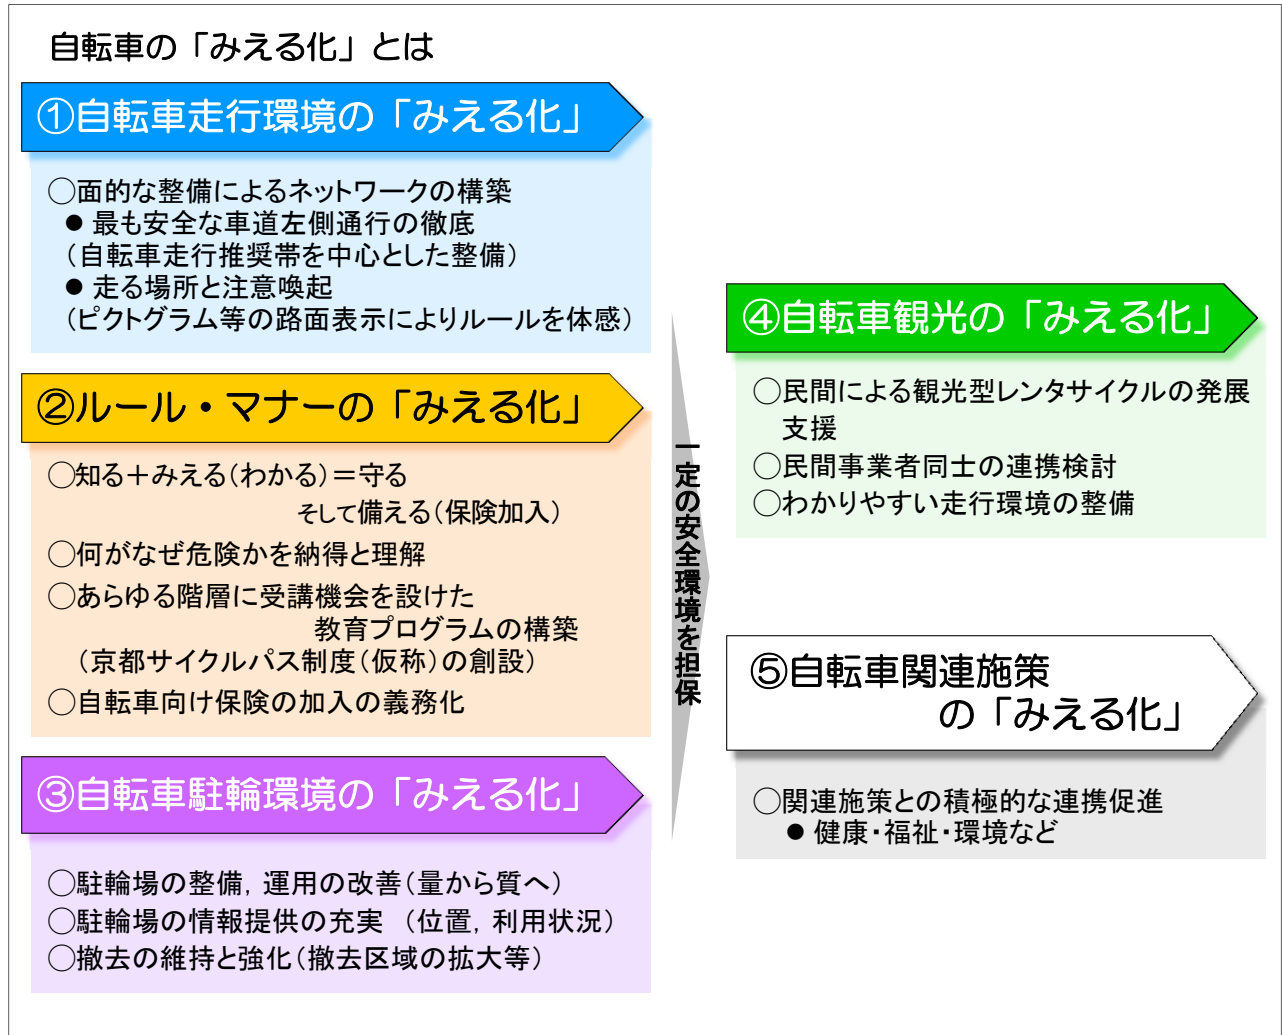 自転車の「みえる化」とは
①自転車走行環境の「みえる化」
○面的な整備によるネットワークの構築
● 最も安全な車道左側通行の徹底
（自転車走行推奨帯を中心とした整備）
● 走る場所と注意喚起
（ピクトグラム等の路面表示によりルールを体感）
②ルール・マナーの「みえる化」
○知る＋みえる（わかる）＝守る
そして備える（保険加入）
○何がなぜ危険かを納得と理解
○あらゆる階層に受講機会を設けた
教育プログラムの構築
（京都サイクルパス制度（仮称）の創設）
○自転車向け保険の加入の義務化
③自転車駐輪環境の「みえる化」
○駐輪場の整備，運用の改善（量から質へ）
○駐輪場の情報提供の充実　（位置，利用状況）
○撤去の維持と強化（撤去区域の拡大等）
一定の安全環境を担保
④自転車観光の「みえる化」
○民間による観光型レンタサイクルの発展
支援
○民間事業者同士の連携検討
○わかりやすい走行環境の整備
⑤自転車関連施策
の「みえる化」
○関連施策との積極的な連携促進
● 健康・福祉・環境など